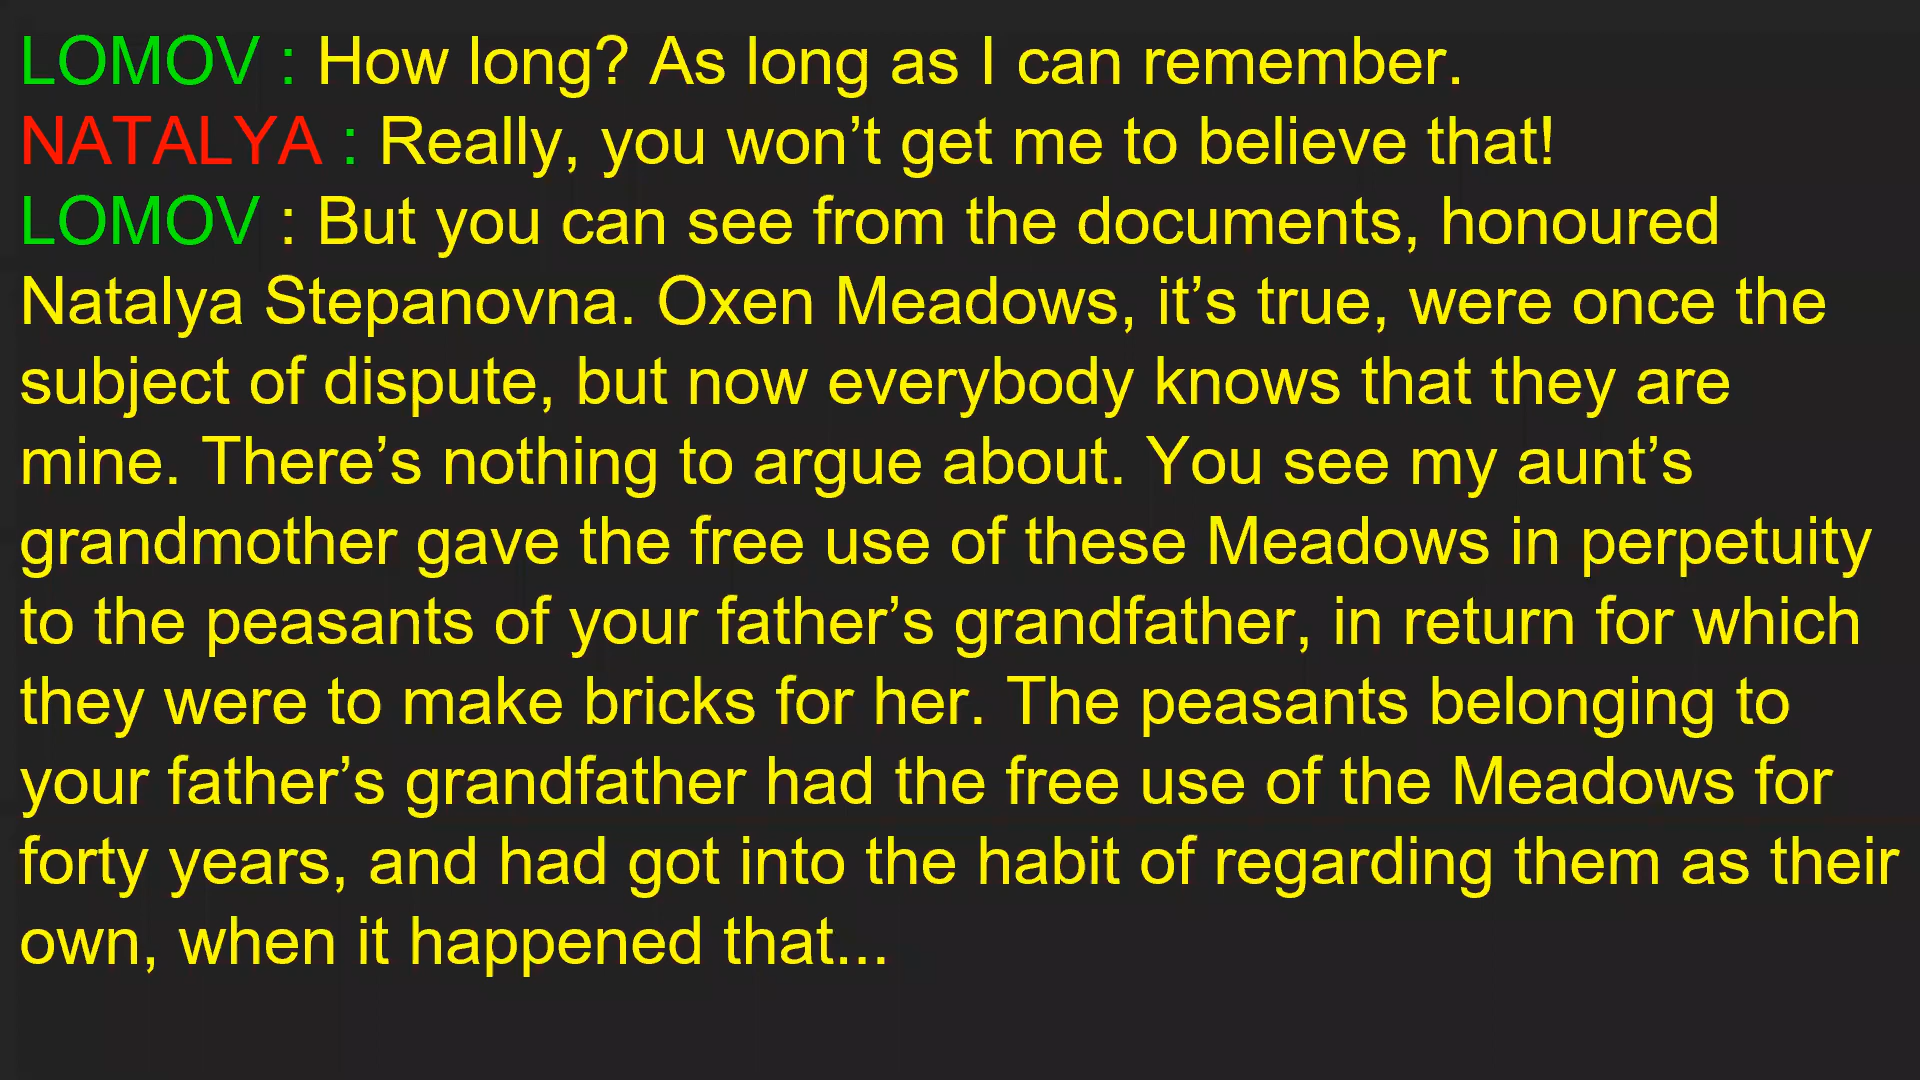 LOMOV : How long? As long as I can remember.
NATALYA : Really, you won’t get me to believe that!
LOMOV : But you can see from the documents, honoured
Natalya Stepanovna. Oxen Meadows, it’s true, were once the
subject of dispute, but now everybody knows that they are
mine. There’s nothing to argue about. You see my aunt’s
grandmother gave the free use of these Meadows in perpetuity
to the peasants of your father’s grandfather, in return for which
they were to make bricks for her. The peasants belonging to
your father’s grandfather had the free use of the Meadows for
forty years, and had got into the habit of regarding them as their
own, when it happened that...